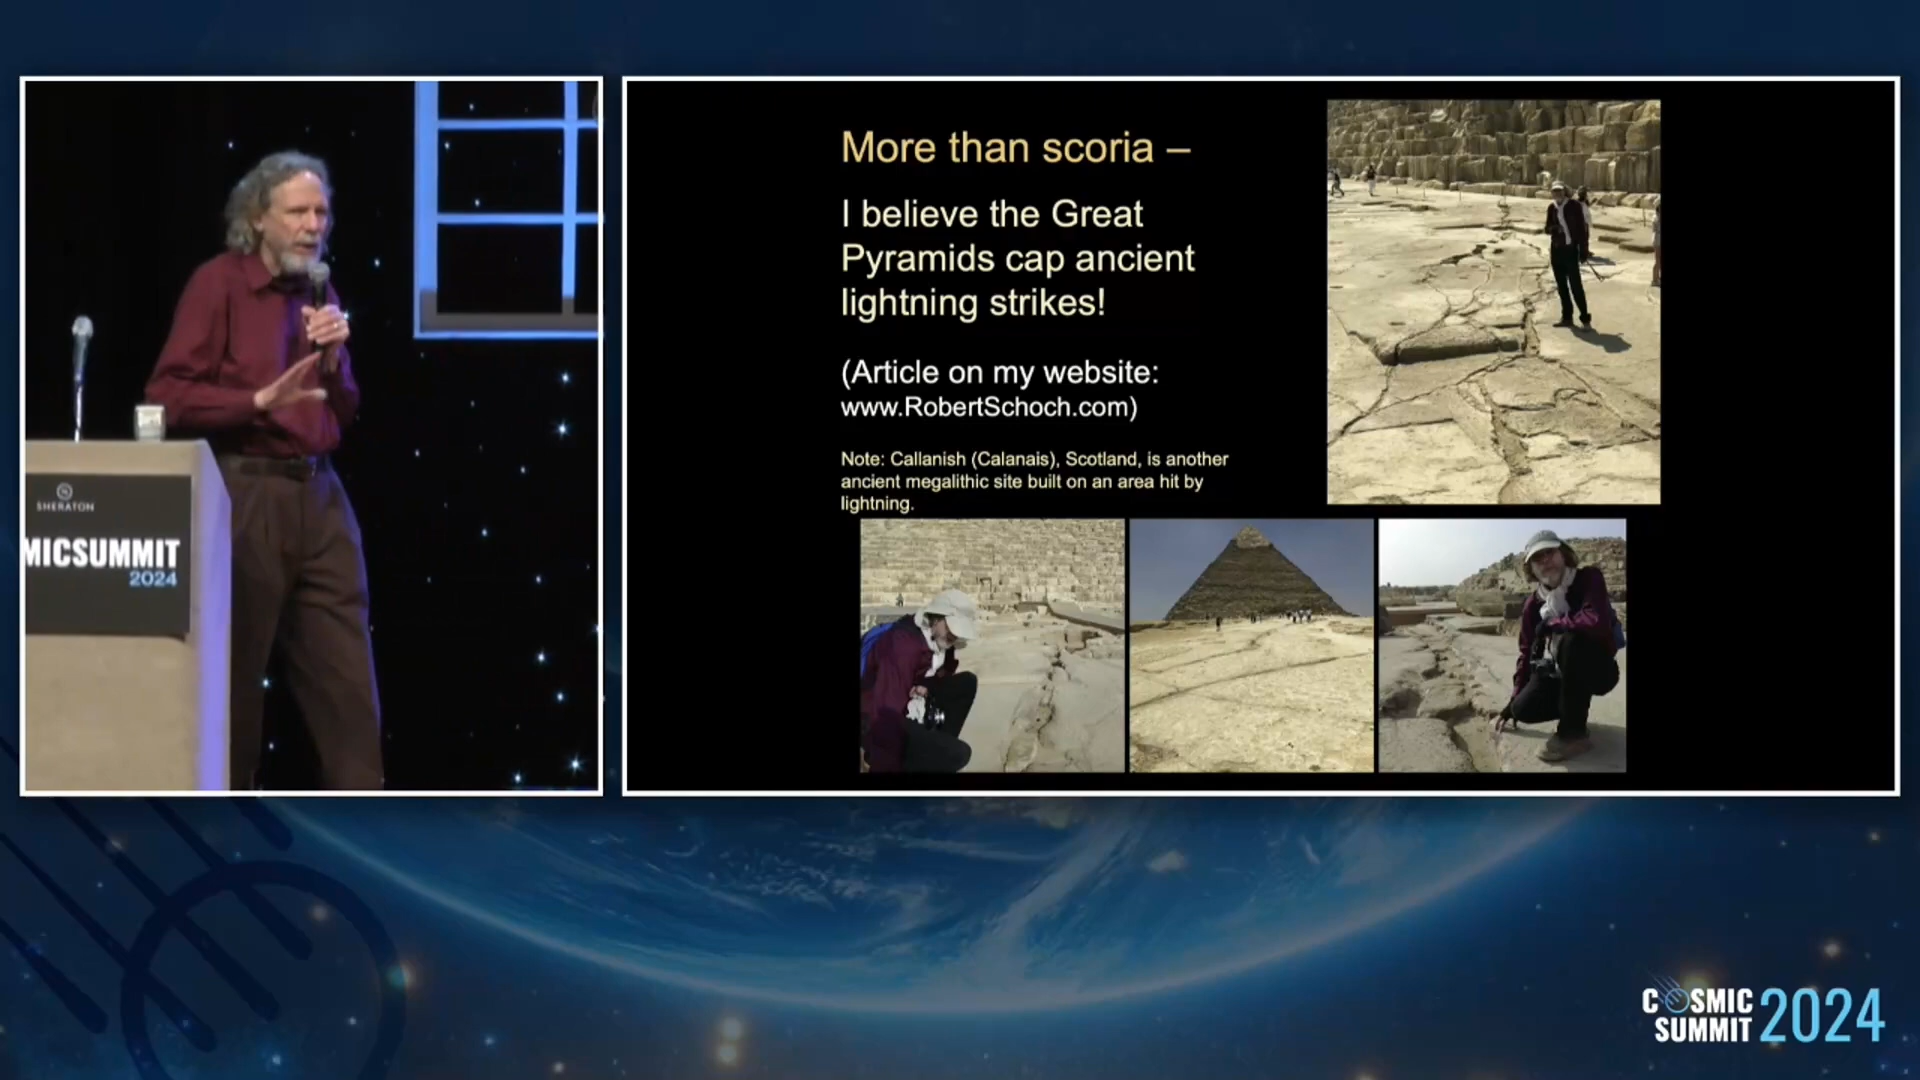 More than scoria –
I believe the Great
Pyramids cap ancient
lightning strikes!
(Article on my website:
www.RobertSchoch.com)
Note: Callanish (Calanais), Scotland, is another
ancient megalithic site built on an area hit by
lightning.
SHERATON
MICSUMMIT
2024
COSMIC
SUMMIT 2024